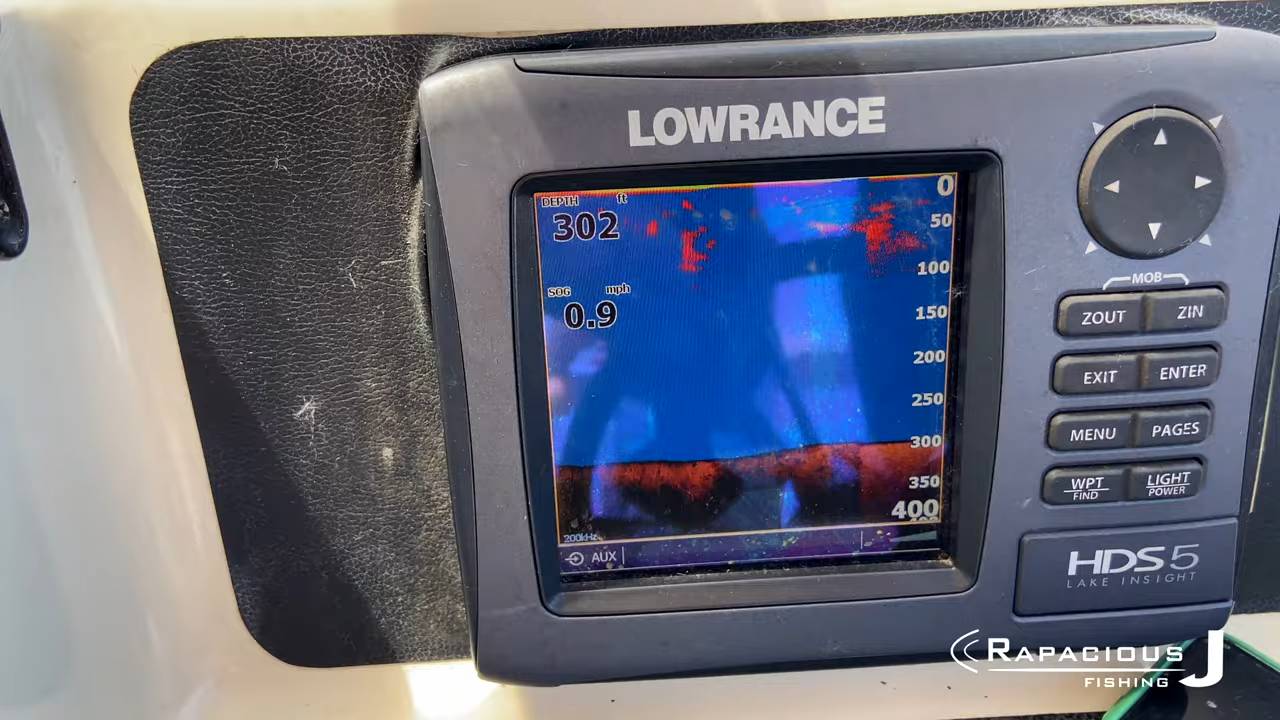 LOWRANCE
DEPTH ft
302
SOG mph
0.9
0
50
100
150
200
250
300
350
400
200kHz
AUX
MOB
ZOUT ZIN
EXIT ENTER
MENU PAGES
WPT FIND
LIGHT POWER
HDS5
LAKE INSIGHT
RAPACIOUS J
FISHING